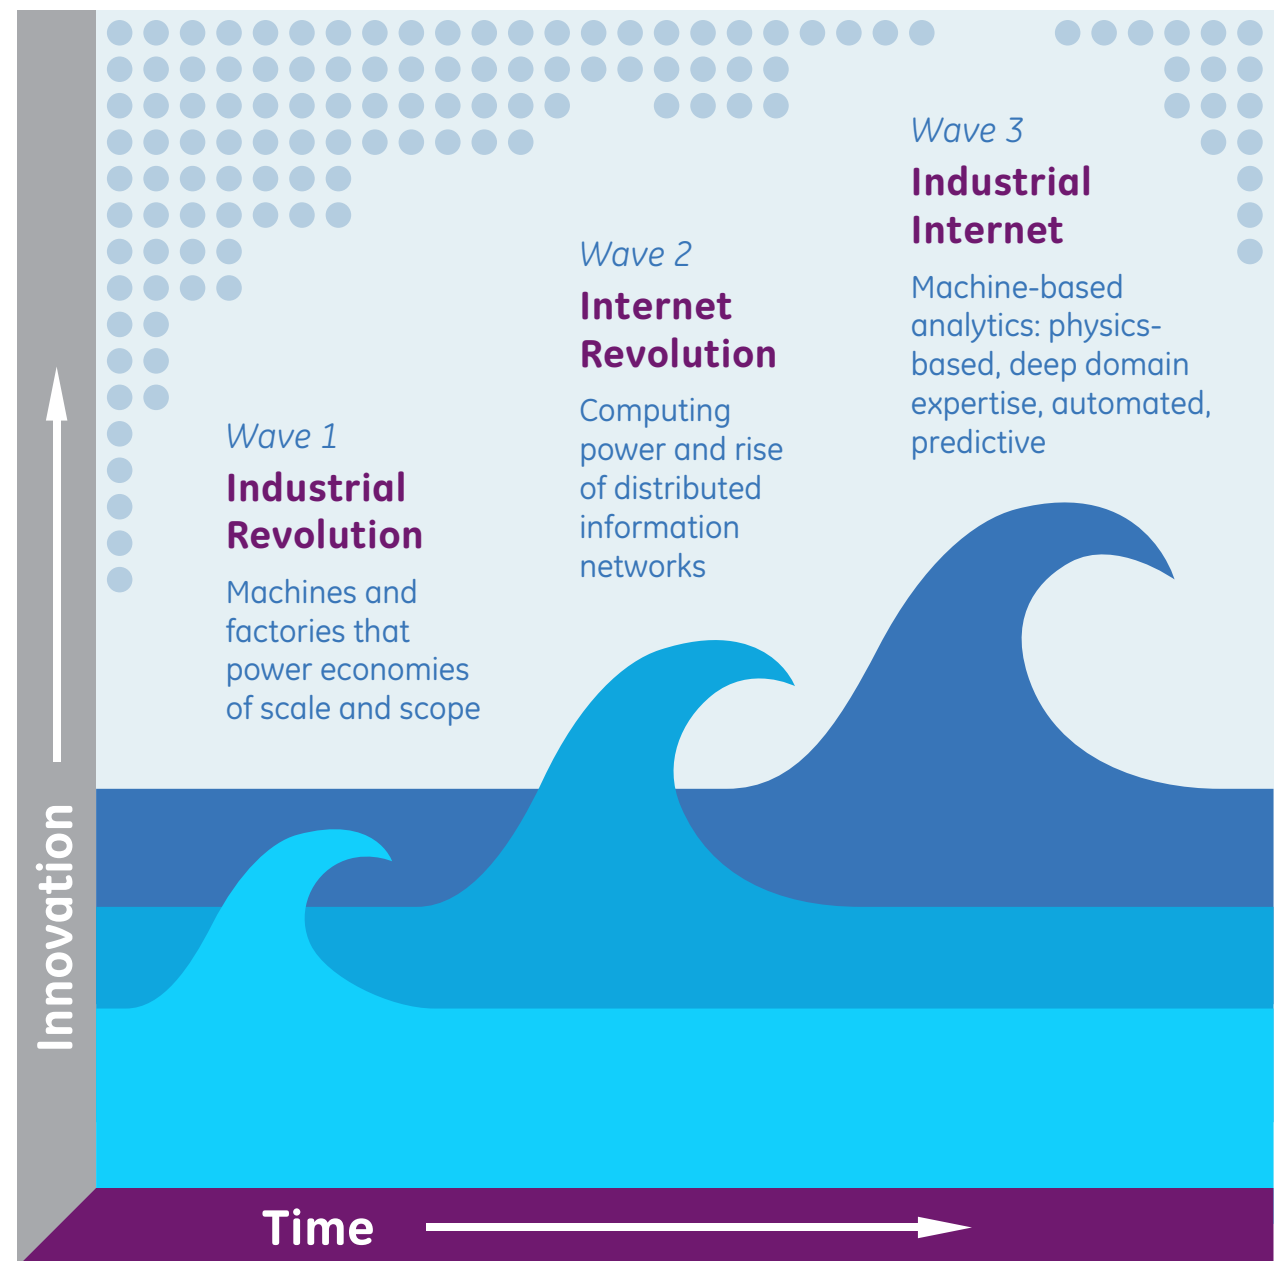 Wave 1
Industrial
Revolution
Machines and
factories that
power economies
of scale and scope
Wave 2
Internet
Revolution
Computing
power and rise
of distributed
information
networks
Wave 3
Industrial
Internet
Machine-based
analytics: physics-
based, deep domain
expertise, automated,
predictive
Innovation
Time